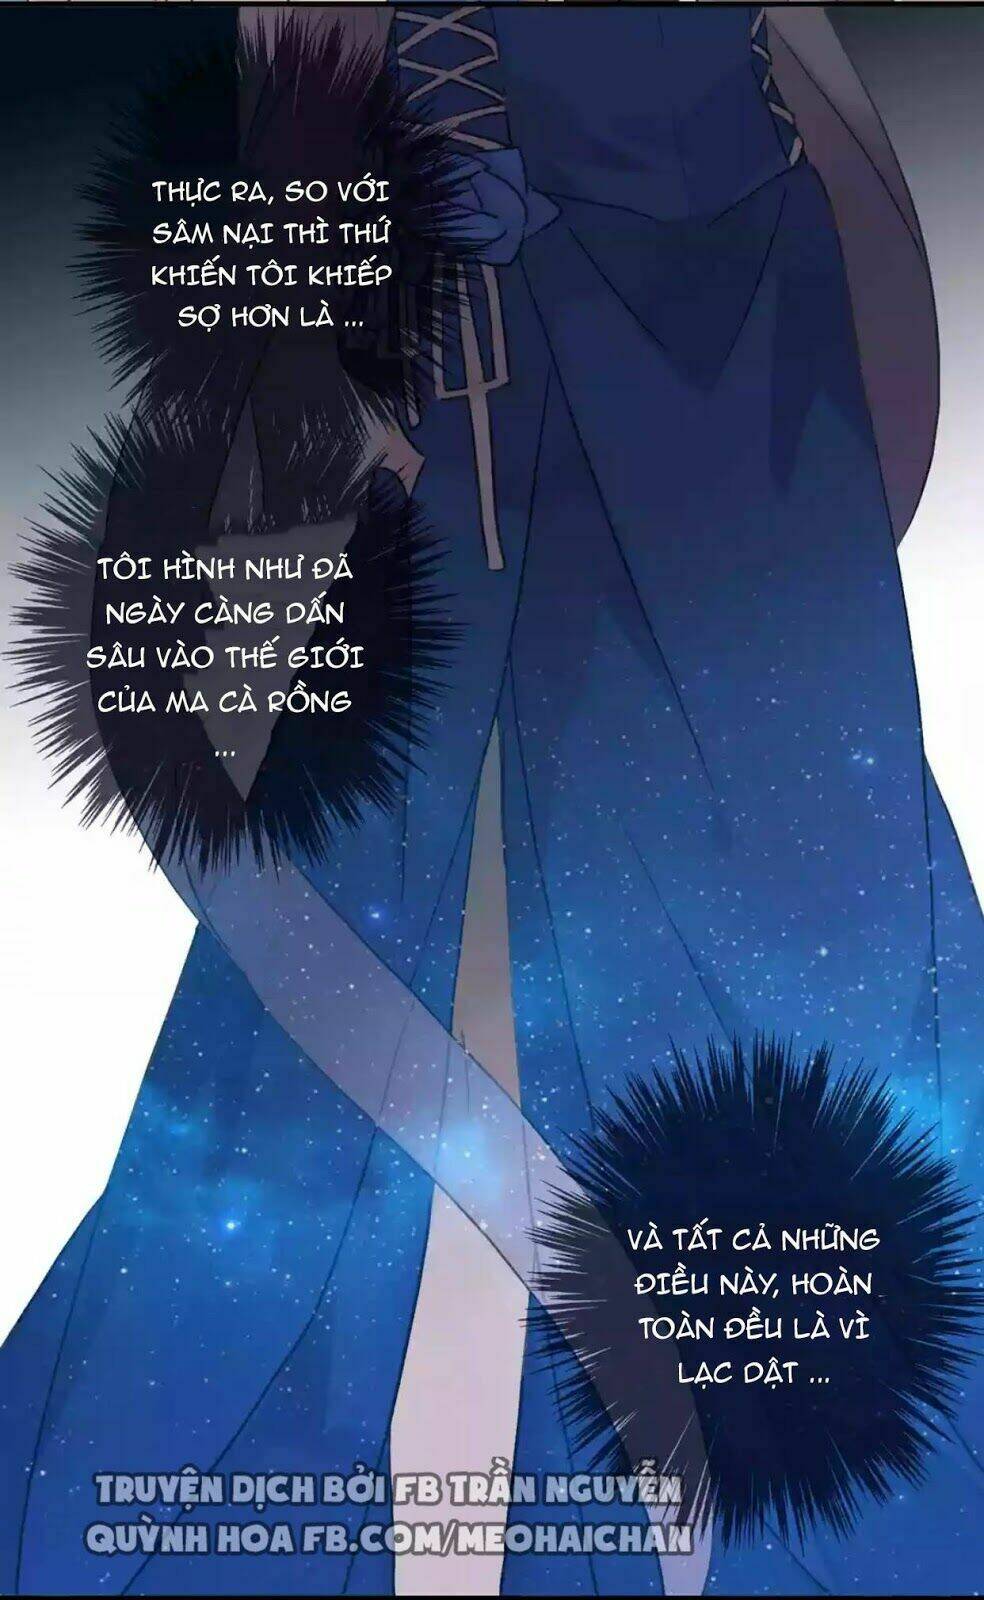 THỰC RA, SO VỚI
SÂM NẠI THÌ THỨ
KHIẾN TÔI KHIẾP
SỢ HƠN LÀ ...
TÔI HÌNH NHƯ ĐÃ
NGÀY CÀNG DẤN
SÂU VÀO THẾ GIỚI
CỦA MA CÀ RỒNG
...
VÀ TẤT CẢ NHỮNG
ĐIỀU NÀY, HOÀN
TOÀN ĐỀU LÀ VÌ
LẠC DẬT ...
TRUYỆN DỊCH BỞI FB TRẦN NGUYỄN
QUỲNH HOA FB.COM/MEOHAICHAN